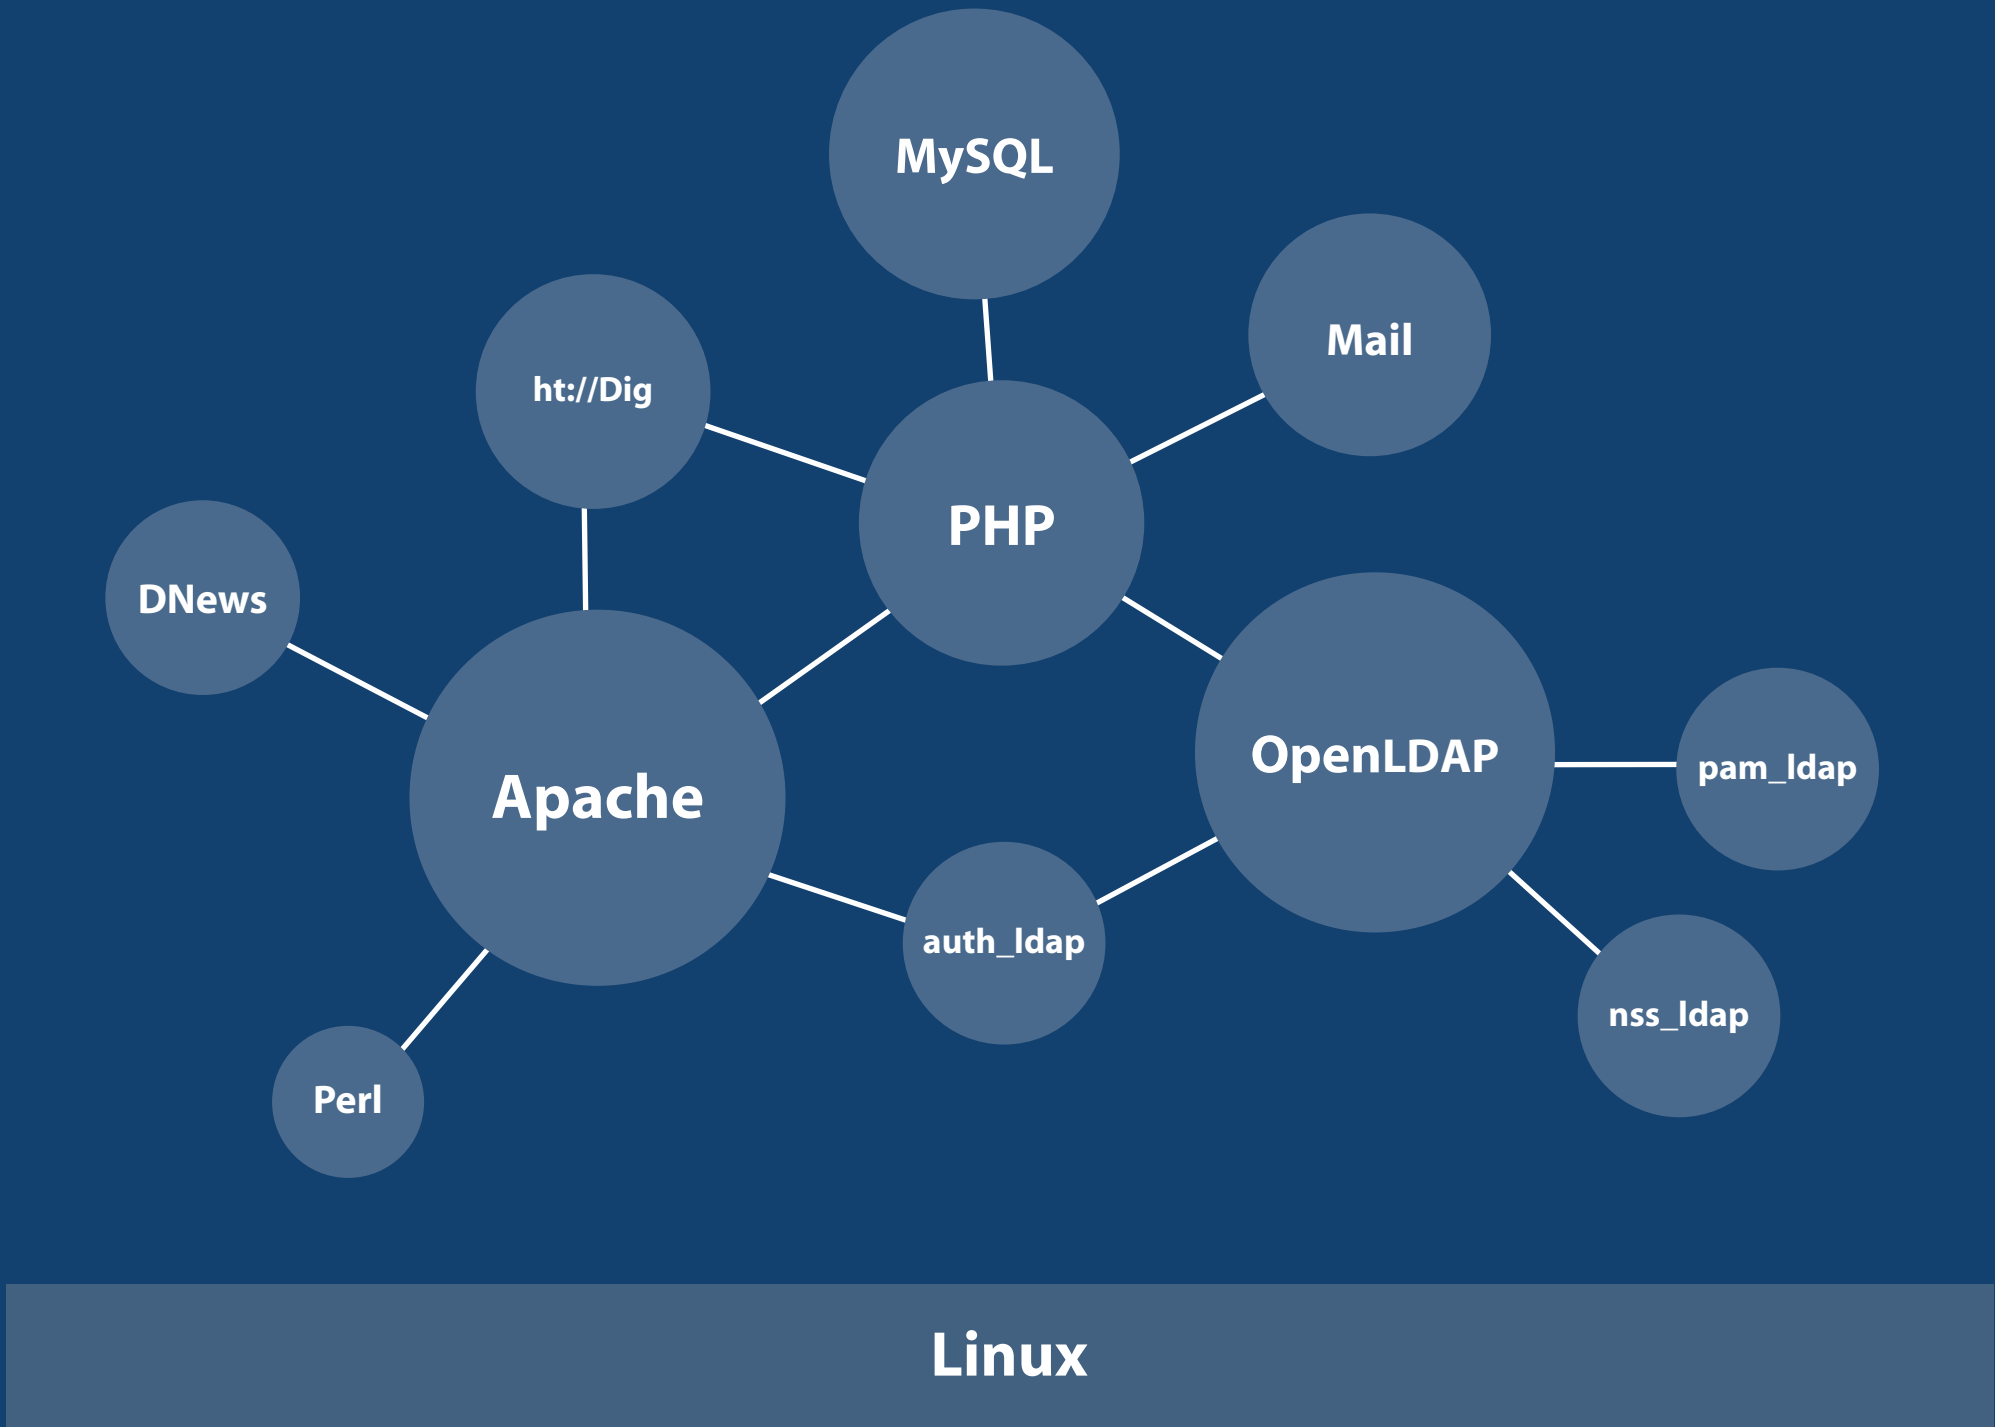 MySQL
Mail
ht://Dig
PHP
DNews
OpenLDAP
pam_ldap
Apache
auth_ldap
nss_ldap
Perl
Linux